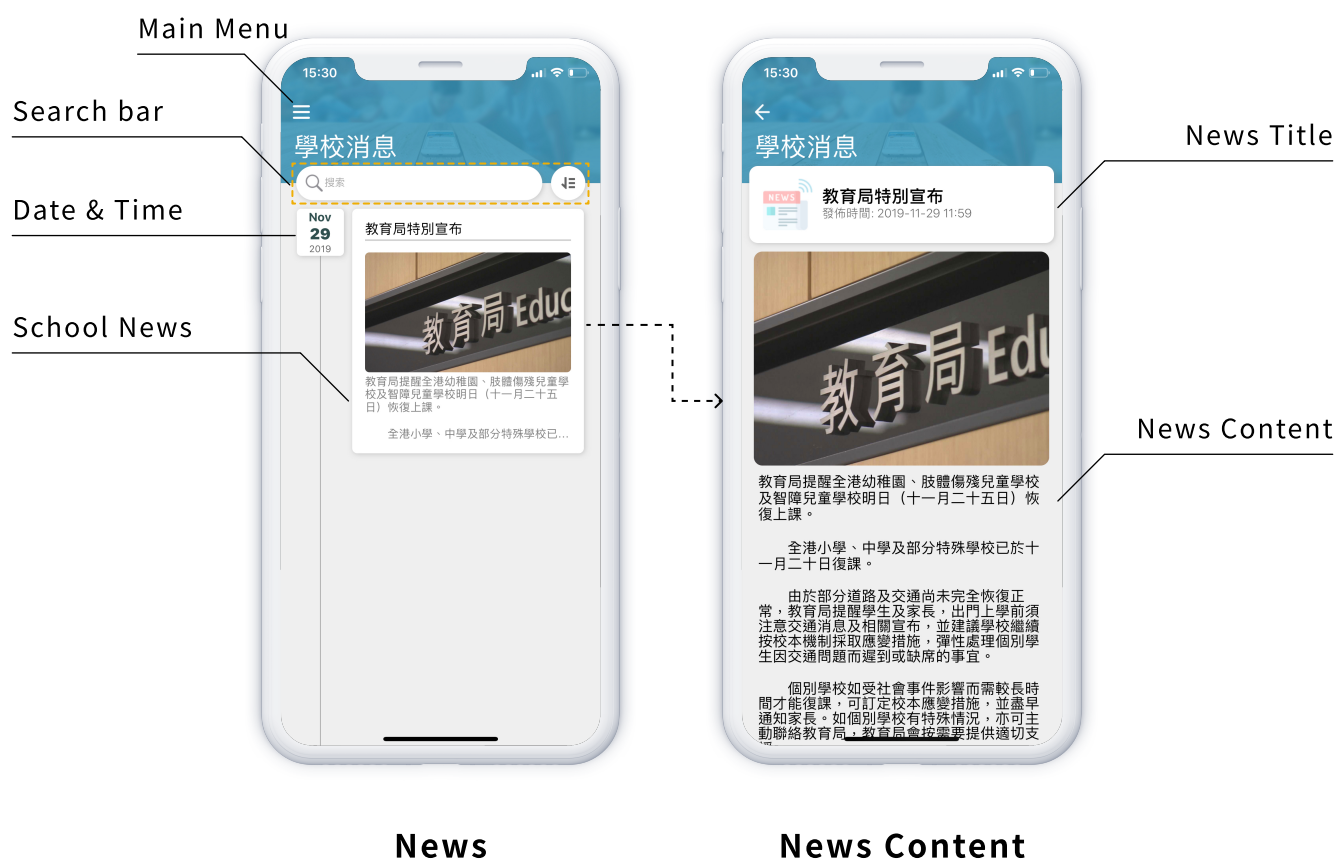 Main Menu
Search bar
Date & Time
School News
15:30
學校消息
搜索
Nov
29
2019
教育局特別宣布
教育局 Educ
教育局提醒全港幼稚園、肢體傷殘兒童學
校及智障兒童學校明日（十一月二十五
日）恢復上課。
全港小學、中學及部分特殊學校已...
News
15:30
學校消息
NEWS
教育局特別宣布
發佈時間: 2019-11-29 11:59
教育局 Edu
教育局提醒全港幼稚園、肢體傷殘兒童學校
及智障兒童學校明日（十一月二十五日）恢
復上課。
全港小學、中學及部分特殊學校已於十
一月二十日復課。
由於部分道路及交通尚未完全恢復正
常，教育局提醒學生及家長，出門上學前須
注意交通消息及相關宣布，並建議學校繼續
按校本機制採取應變措施，彈性處理個別學
生因交通問題而遲到或缺席的事宜。
個別學校如受社會事件影響而需較長時
間才能復課，可訂定校本應變措施，並盡早
通知家長。如個別學校有特殊情況，亦可主
動聯絡教育局，教育局會按需要提供適切支
News Title
News Content
News Content